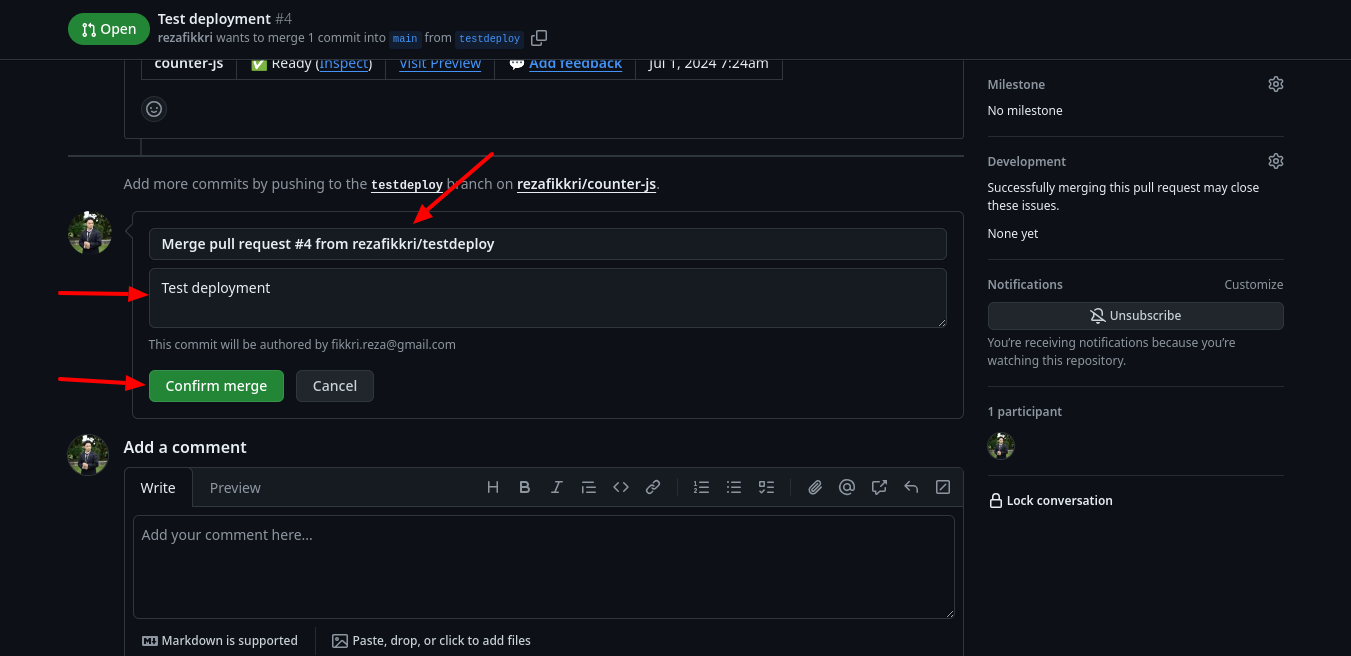 Open
Test deployment #4
rezafikkri wants to merge 1 commit into main from testdeploy
counter-js ✅ Ready (Inspect) Visit Preview 💬 Add feedback Jul 1, 2024 7:24am
Add more commits by pushing to the testdeploy branch on rezafikkri/counter-js.
Merge pull request #4 from rezafikkri/testdeploy
Test deployment
This commit will be authored by fikkri.reza@gmail.com
Confirm merge Cancel
Add a comment
Write Preview
Add your comment here...
Markdown is supported Paste, drop, or click to add files
Milestone
No milestone
Development
Successfully merging this pull request may close
these issues.
None yet
Notifications Customize
Unsubscribe
You’re receiving notifications because you’re
watching this repository.
1 participant
Lock conversation